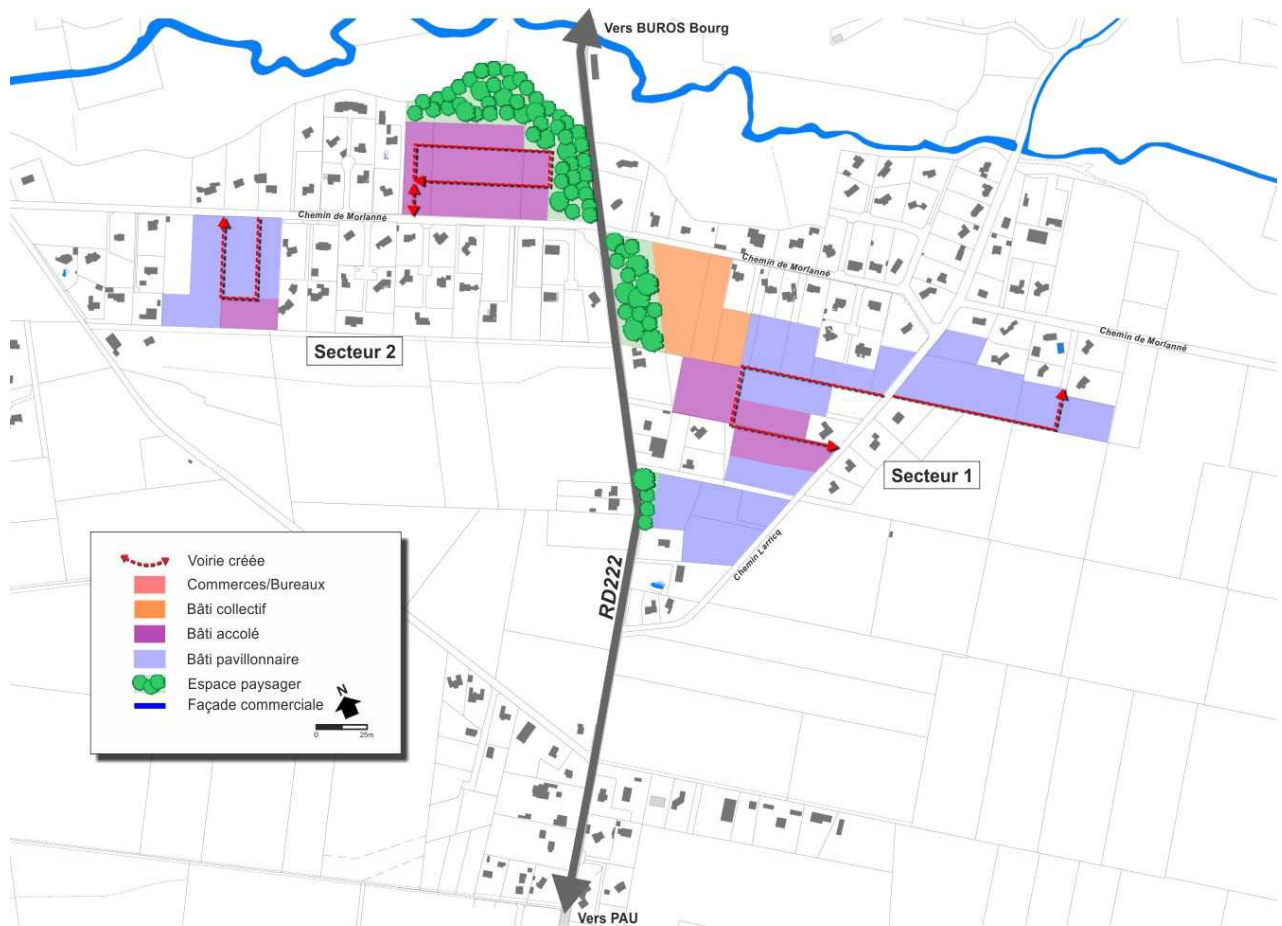 Vers BUROS Bourg
Chemin de Morlanné
Chemin de Morlanné
Chemin de Morlanné
Secteur 2
Secteur 1
Chemin Larricq
RD222
Voirie créée
Commerces/Bureaux
Bâti collectif
Bâti accolé
Bâti pavillonnaire
Espace paysager
Façade commerciale
N
0 25m
Vers PAU